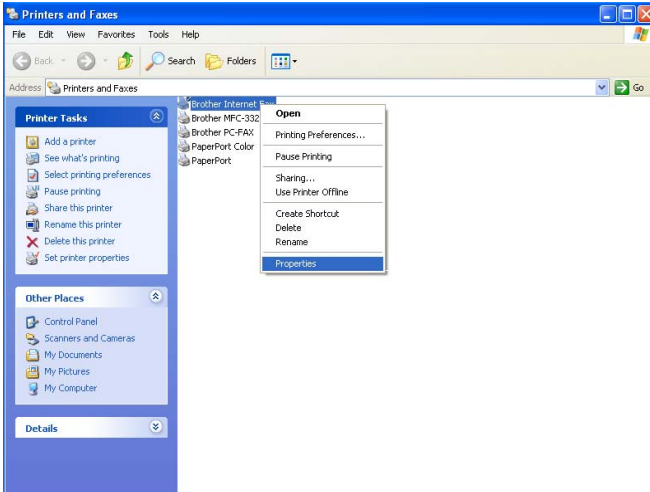 Printers and Faxes
File Edit View Favorites Tools Help
Back Search Folders
Address Printers and Faxes Go
Printer Tasks
Add a printer
See what's printing
Select printing preferences
Pause printing
Share this printer
Rename this printer
Delete this printer
Set printer properties
Other Places
Control Panel
Scanners and Cameras
My Documents
My Pictures
My Computer
Details
Brother Internet Fax
Brother MFC-332
Brother PC-FAX
PaperPort Color
PaperPort
Open
Printing Preferences...
Pause Printing
Sharing...
Use Printer Offline
Create Shortcut
Delete
Rename
Properties